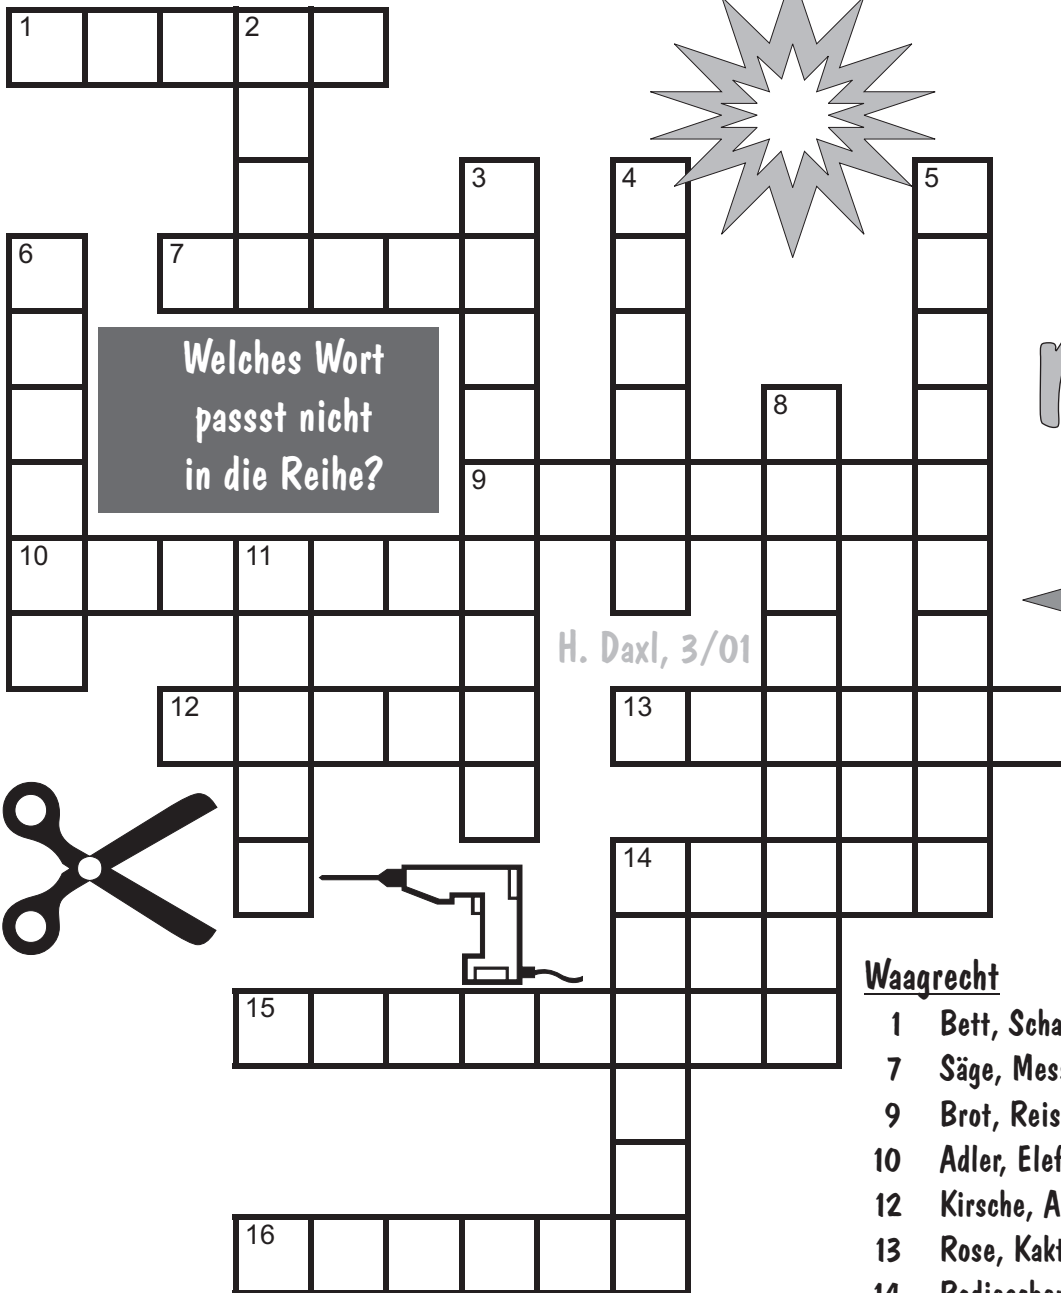 1
2
3
4
5
6
7
Welches Wort
passst nicht
in die Reihe?
8
9
10
11
H. Daxl, 3/01
12
13
14
15
16
Waagrecht
1 Bett, Scha
7 Säge, Mess
9 Brot, Reis
10 Adler, Elef
12 Kirsche, A
13 Rose, Kakt